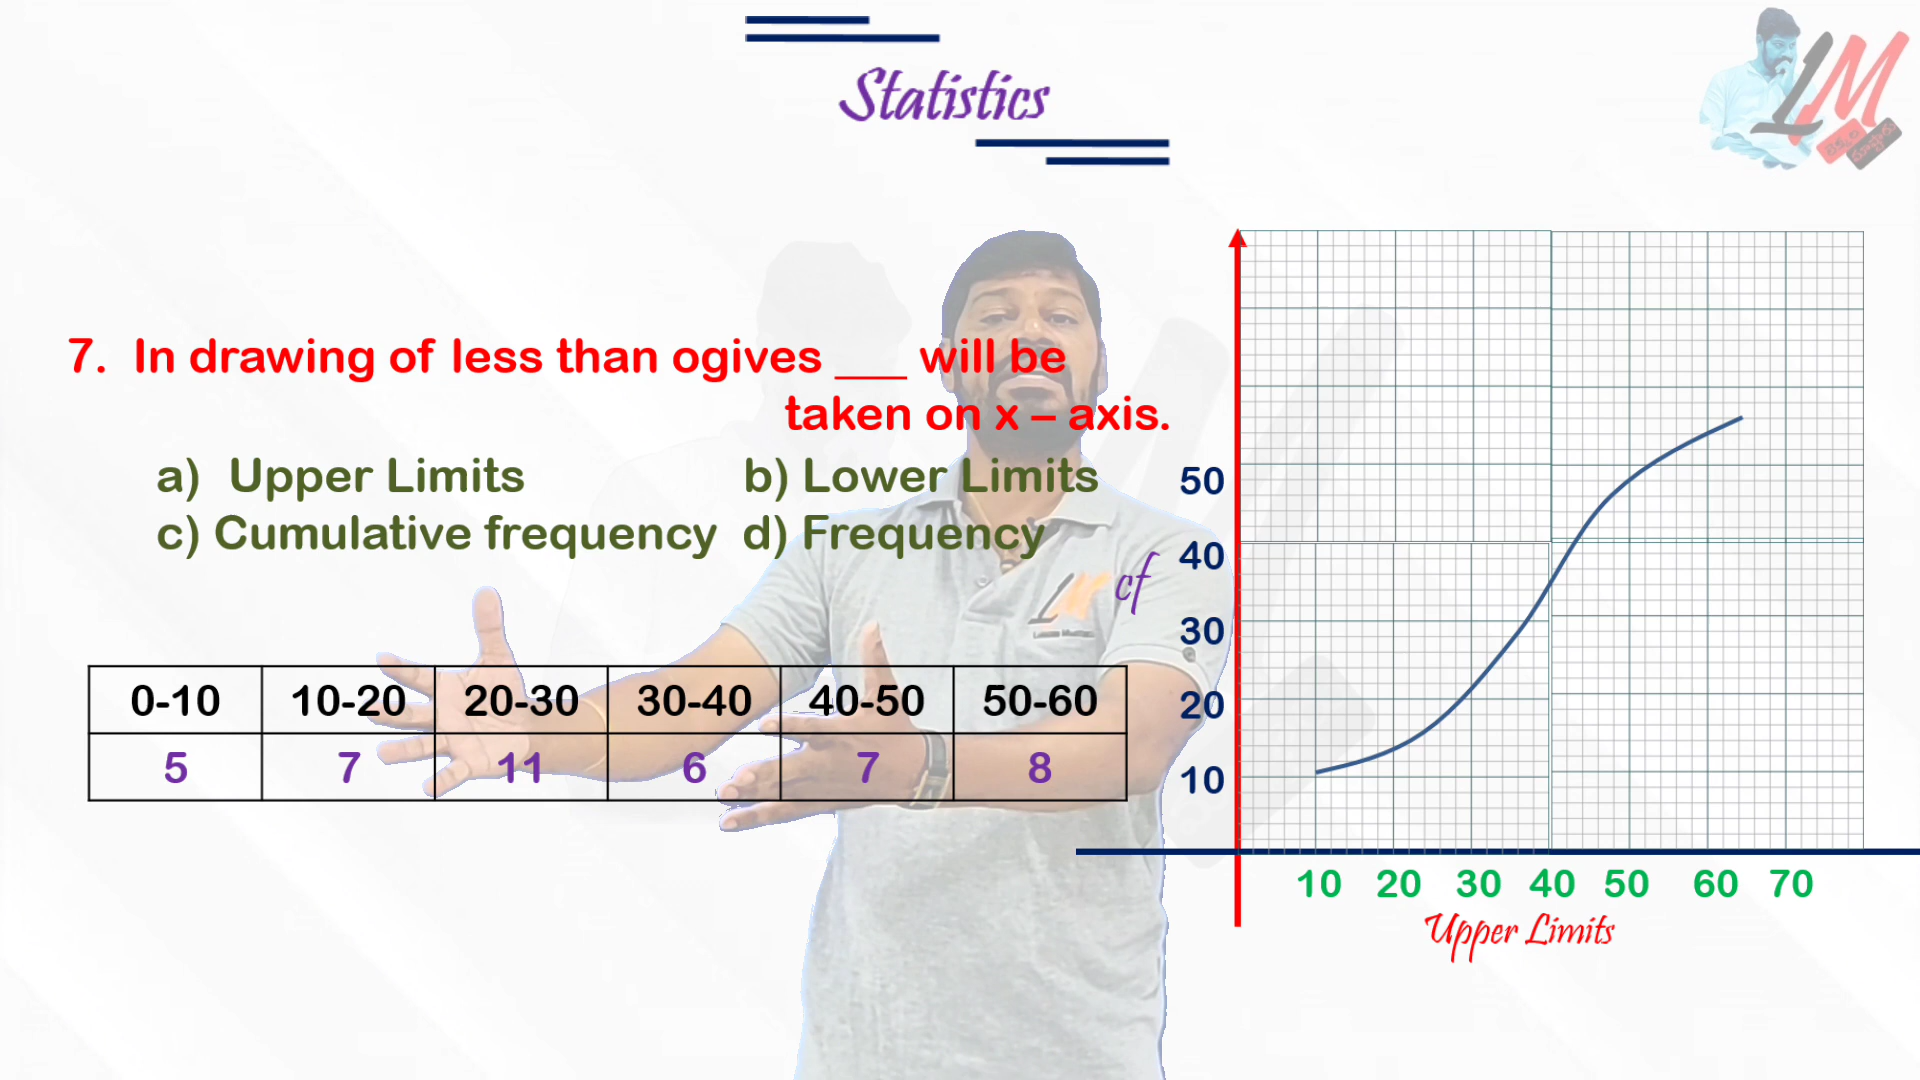 Statistics
LM
7. In drawing of less than ogives ___ will be
taken on x – axis.
a) Upper Limits b) Lower Limits
c) Cumulative frequency d) Frequency
cf
50
40
30
20
10
0-10 10-20 20-30 30-40 40-50 50-60
5 7 11 6 7 8
10 20 30 40 50 60 70
Upper Limits